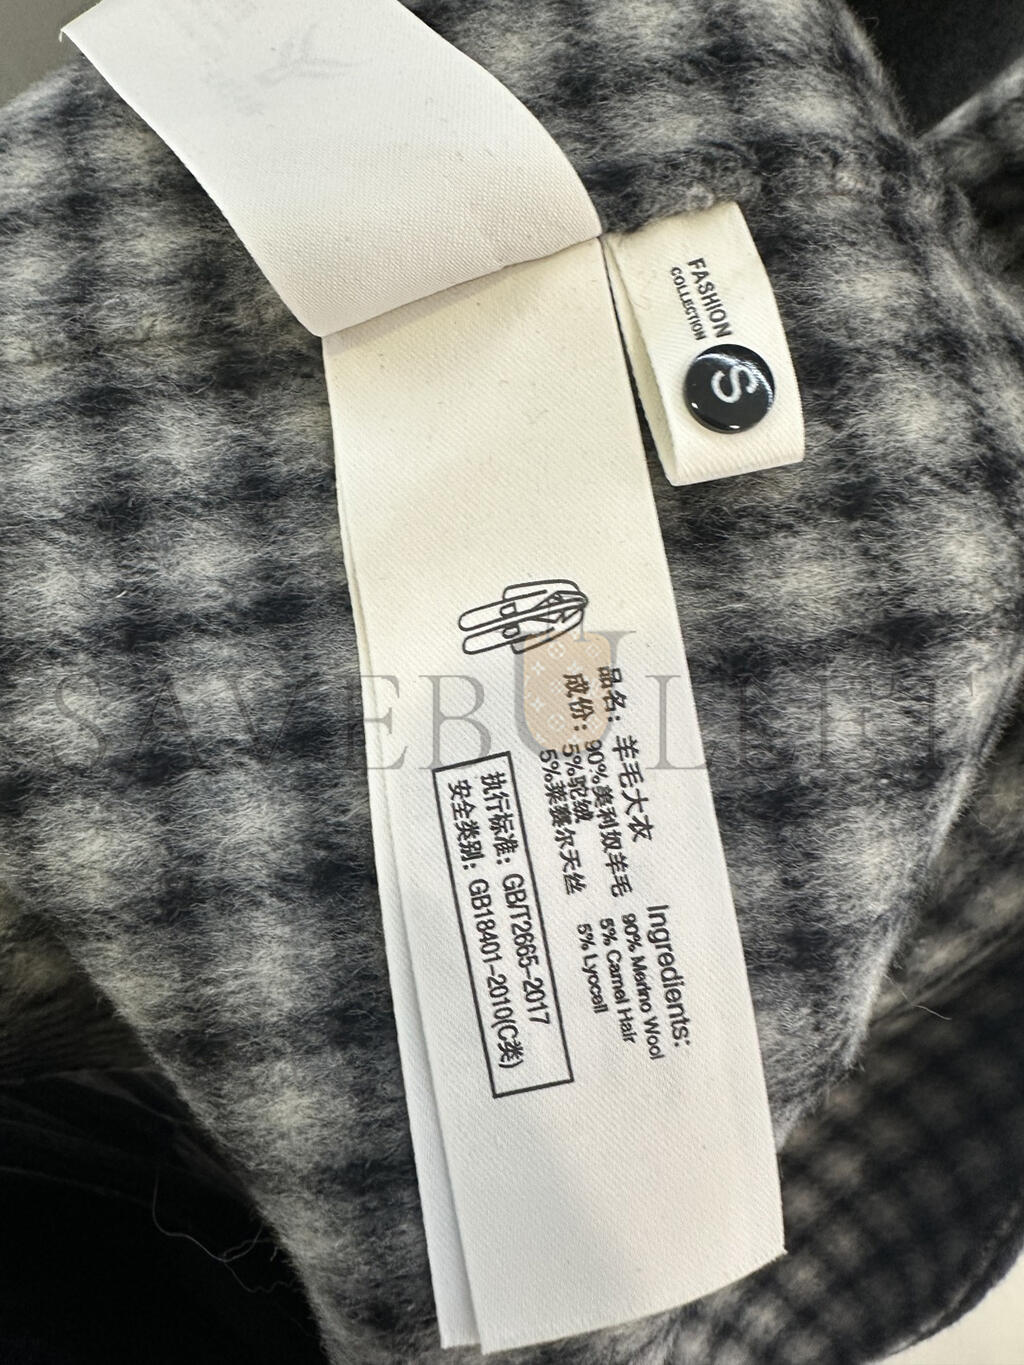 FASHION
COLLECTION
S
品名：羊毛大衣
成份：90%美利奴羊毛
5%驼绒
5%莱赛尔天丝
Ingredients:
90% Merino Wool
5% Camel Hair
5% Lyocell
执行标准：GB/T2665-2017
安全类别：GB18401-2010(C类)
SAVEBULLET